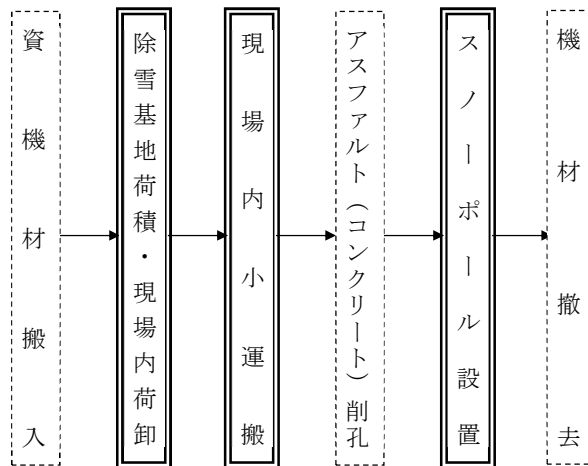 資機材搬入
除雪基地荷積・現場内荷卸
現場内小運搬
アスファルト（コンクリート）削孔
スノーポール設置
機材撤去